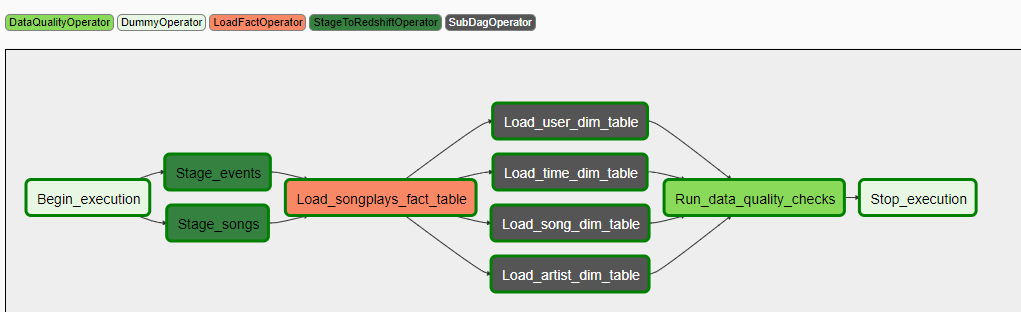 DataQualityOperator DummyOperator LoadFactOperator StageToRedshiftOperator SubDagOperator
Load_user_dim_table
Stage_events
Load_time_dim_table
Begin_execution
Load_songplays_fact_table
Run_data_quality_checks
Stop_execution
Stage_songs
Load_song_dim_table
Load_artist_dim_table